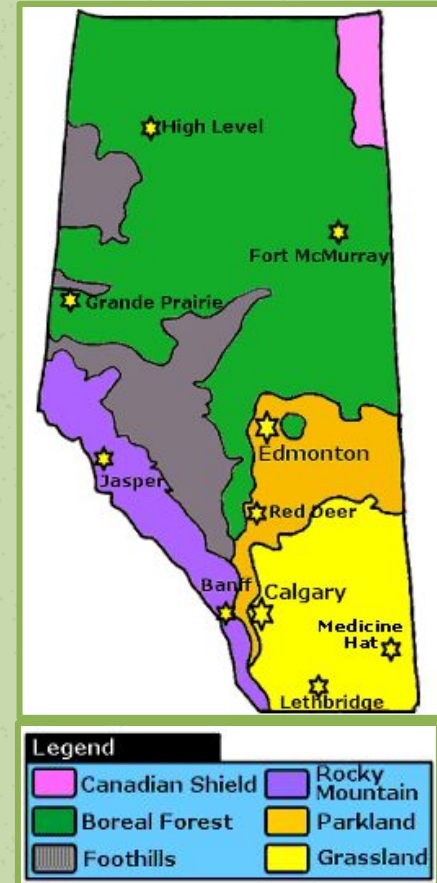 High Level
Fort McMurray
Grande Prairie
Edmonton
Jasper
Red Deer
Banff
Calgary
Medicine
Hat
Lethbridge
Legend
Canadian Shield
Rocky
Mountain
Boreal Forest
Parkland
Foothills
Grassland